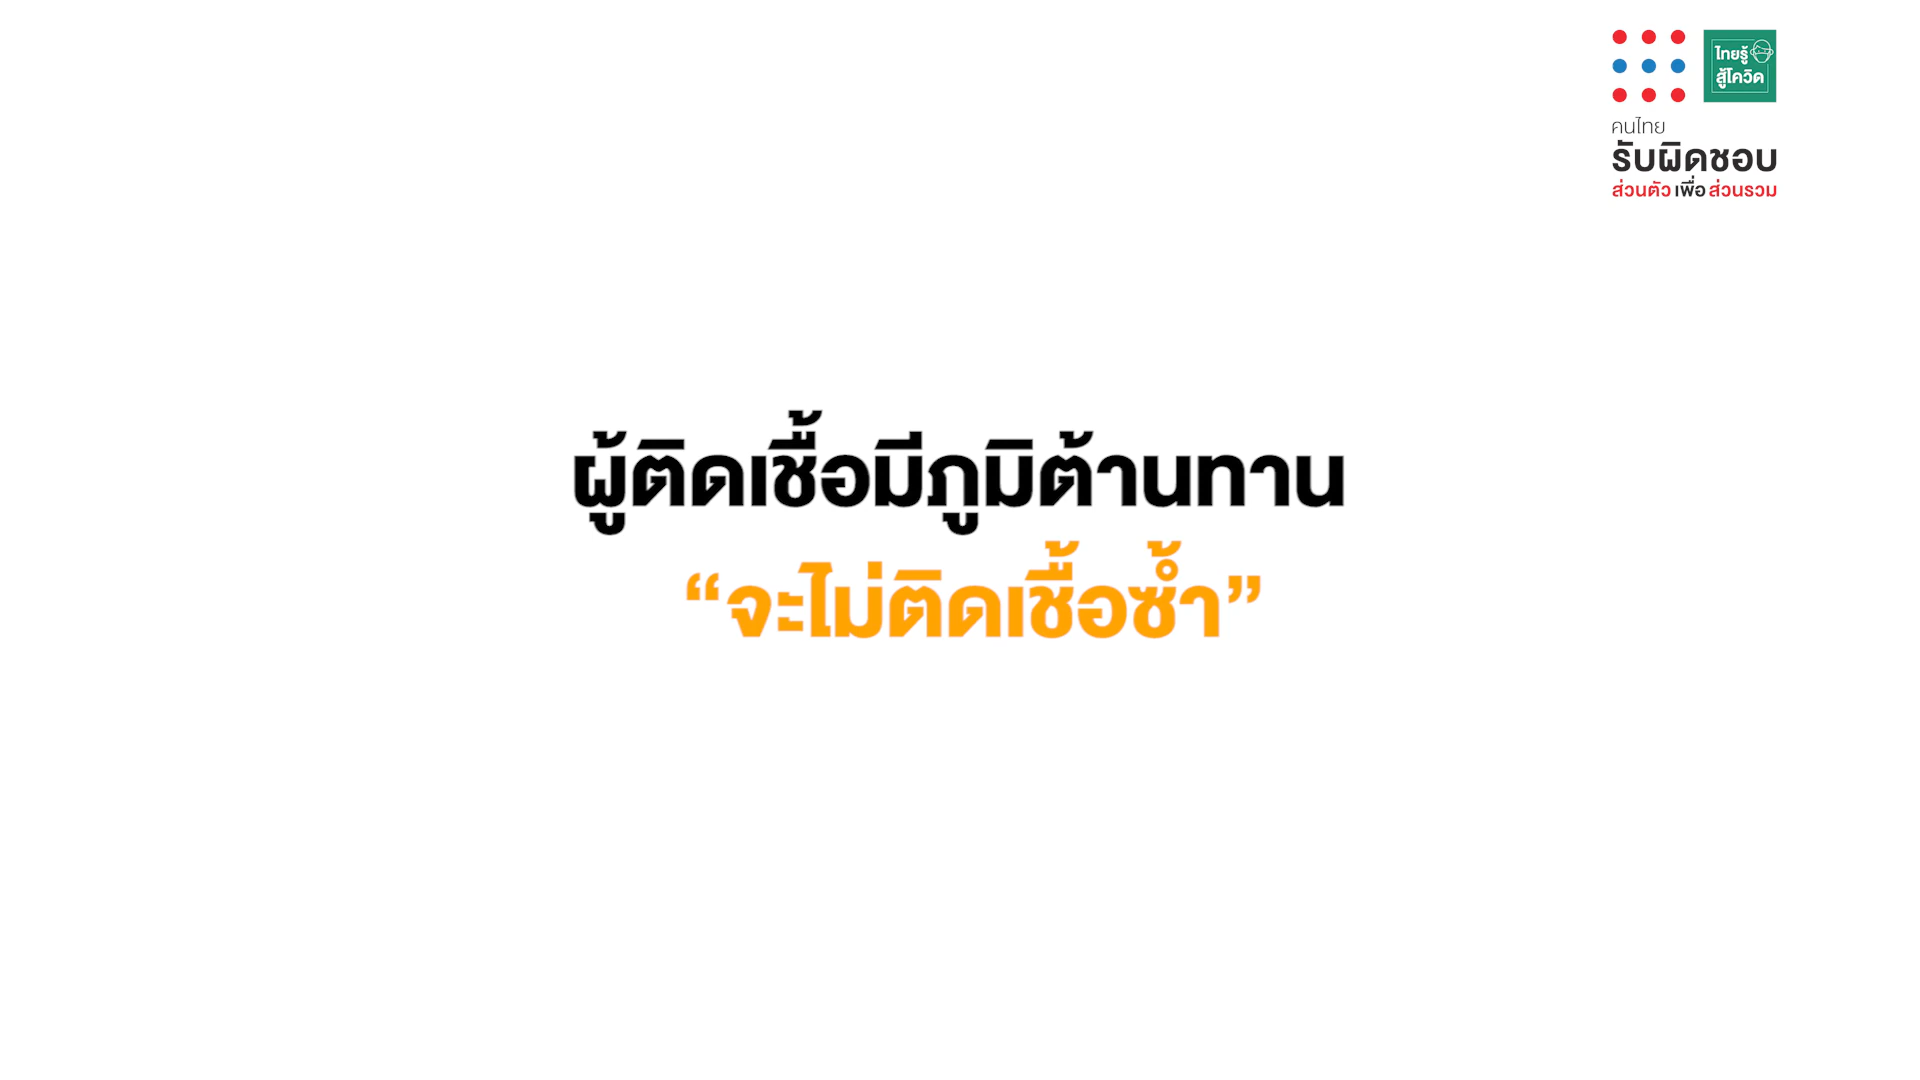 ไทยรู้
สู้โควิด
คนไทย
รับผิดชอบ
ส่วนตัว เพื่อ ส่วนรวม
ผู้ติดเชื้อมีภูมิต้านทาน
“จะไม่ติดเชื้อซ้ำ”